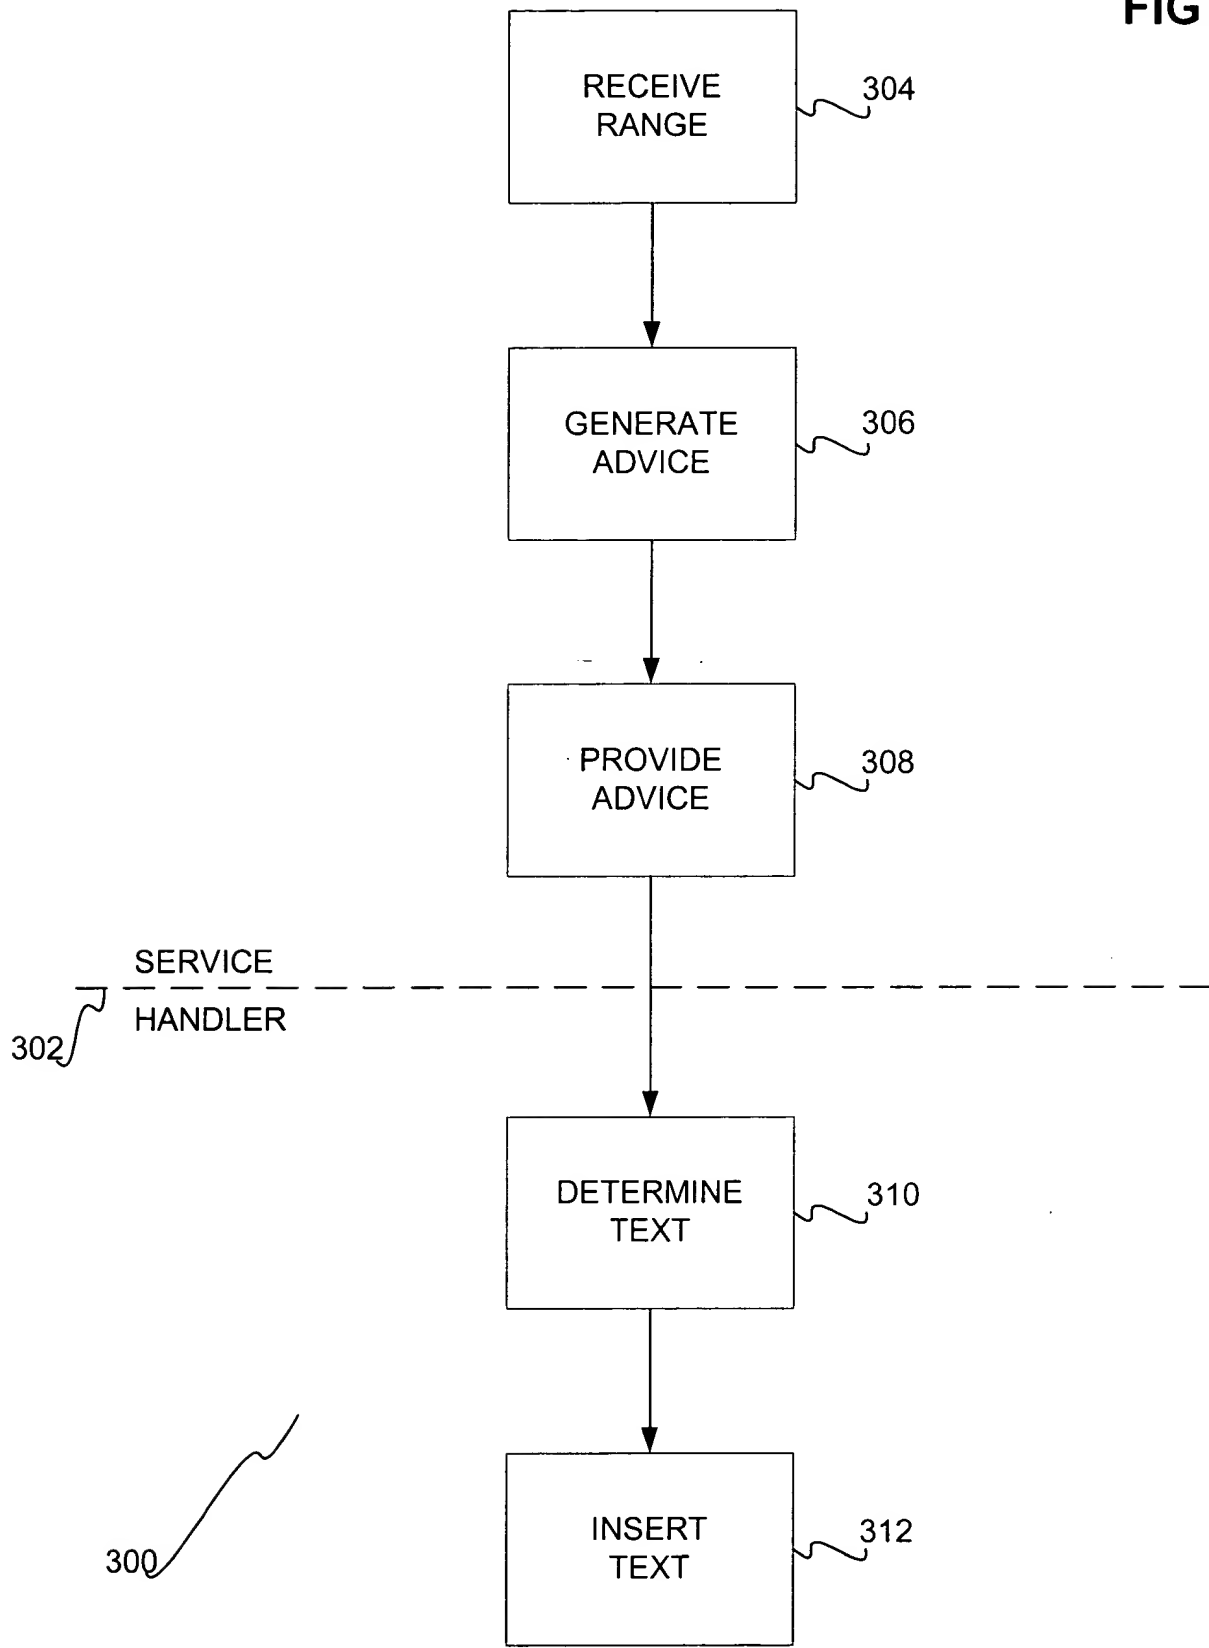 FIG
RECEIVE
RANGE
304
GENERATE
ADVICE
306
PROVIDE
ADVICE
308
SERVICE
HANDLER
302
DETERMINE
TEXT
310
INSERT
TEXT
312
300